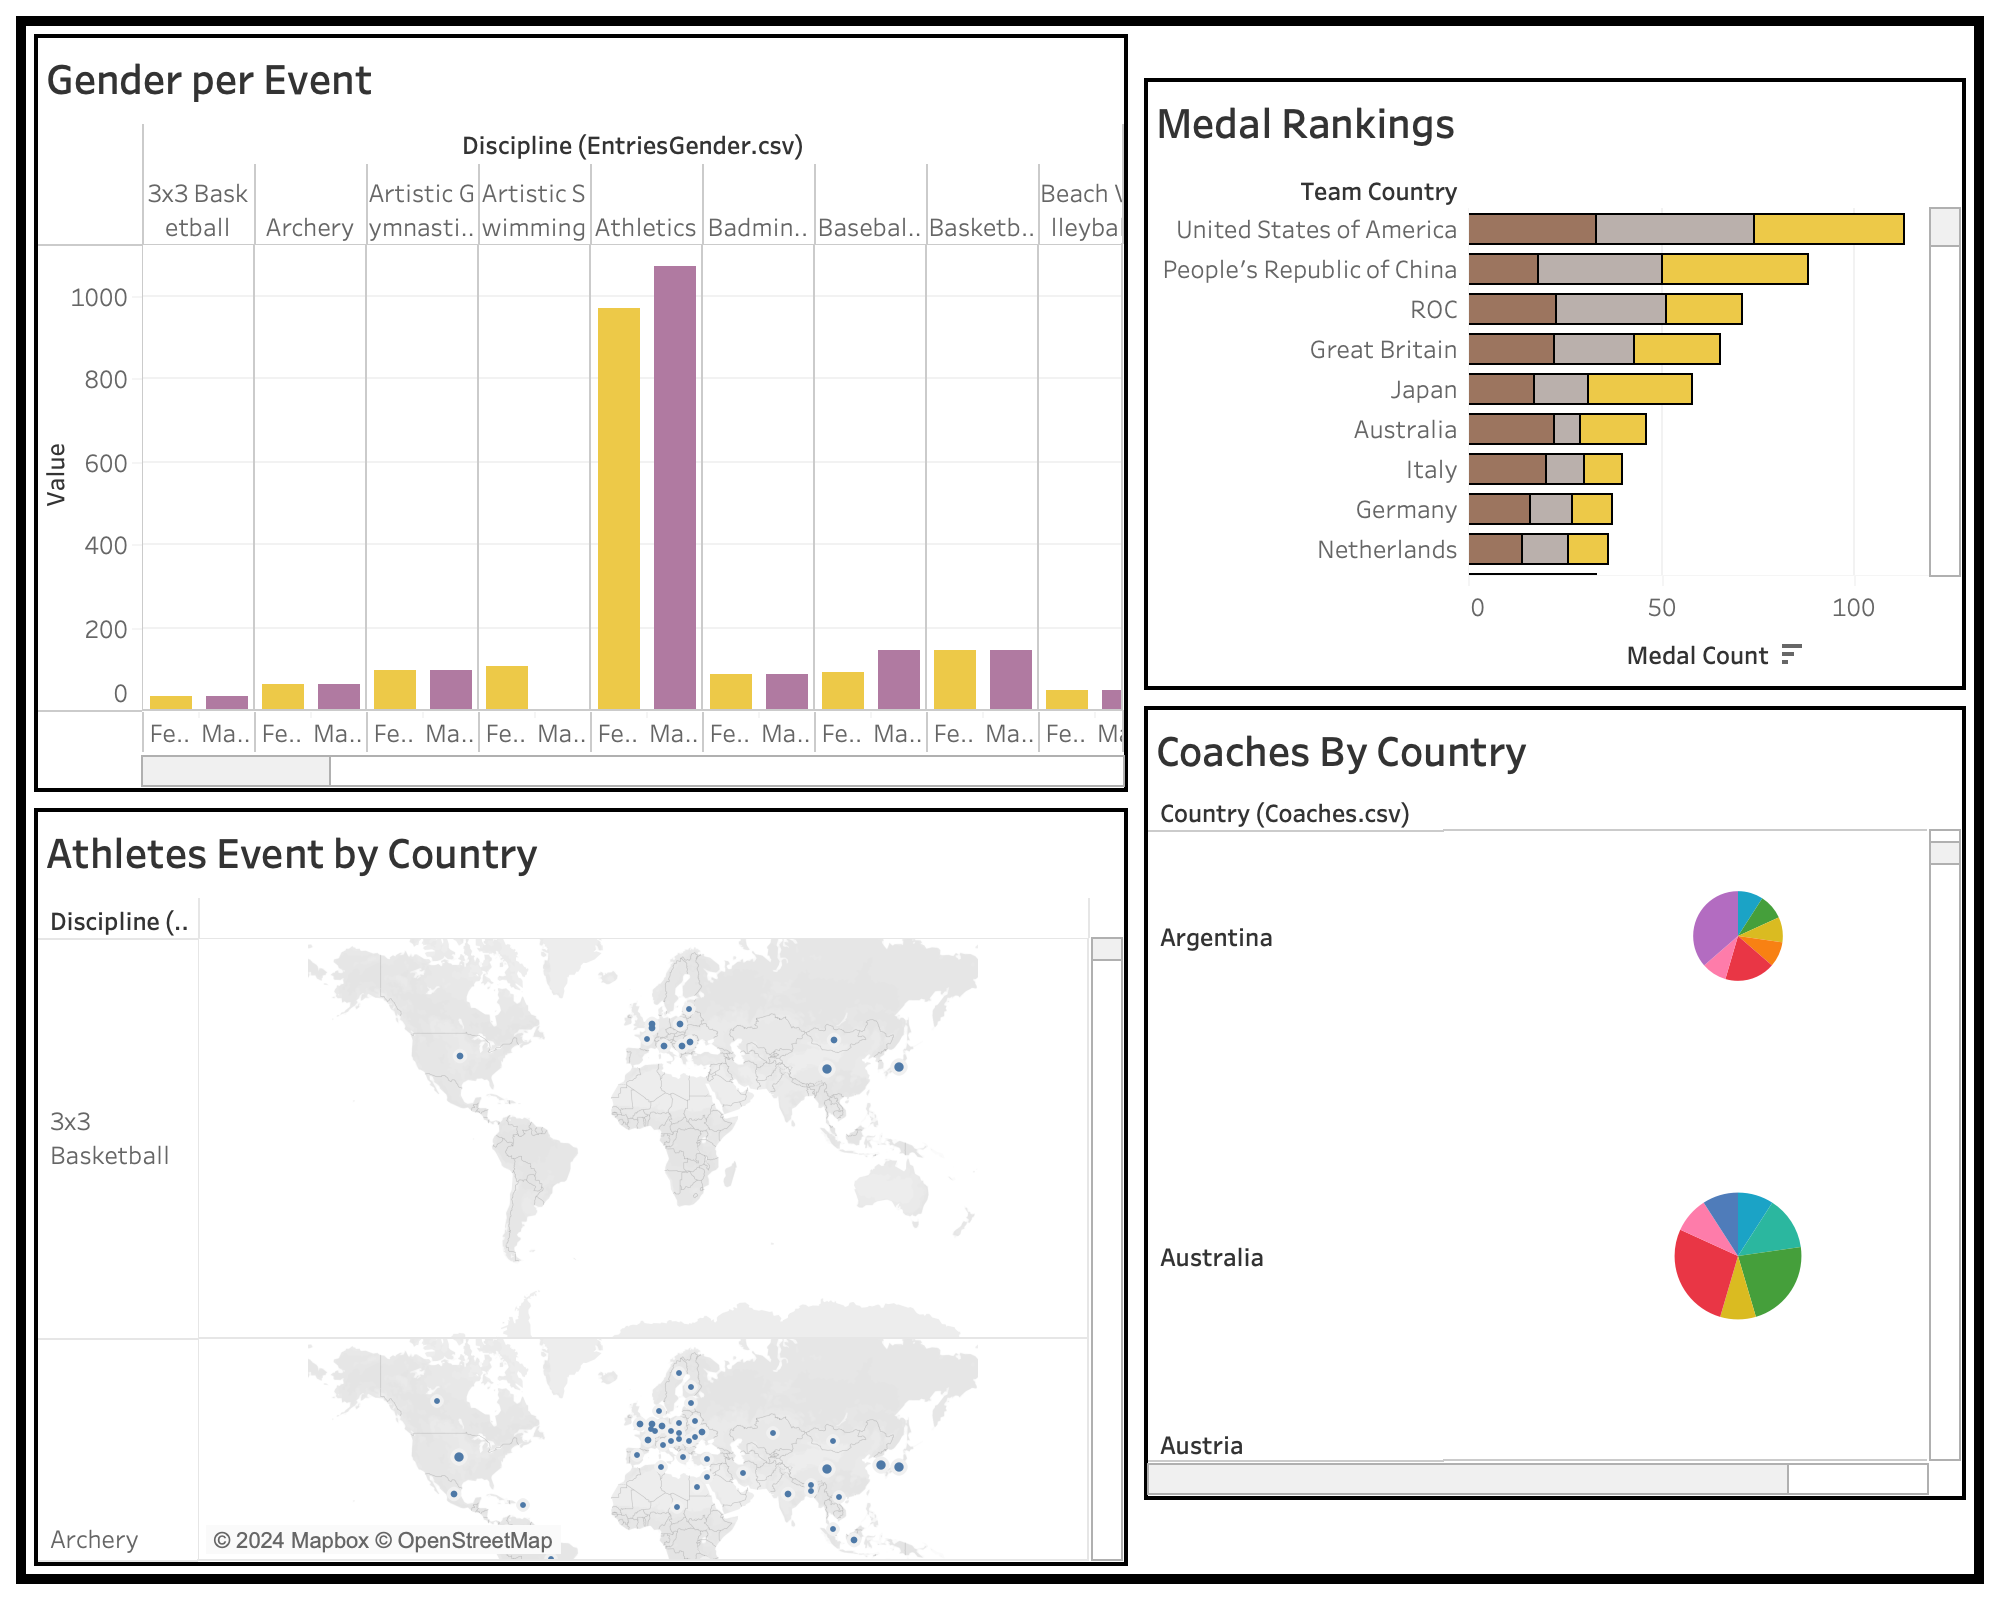 Gender per Event
Discipline (EntriesGender.csv)
3x3 Bask
etball
Archery
Artistic G
ymnasti..
Artistic S
wimming
Athletics
Badmin..
Basebal..
Basketb..
Beach V
lleybal
Value
1000
800
600
400
200
0
Fe.. Ma.. Fe.. Ma.. Fe.. Ma.. Fe.. Ma.. Fe.. Ma.. Fe.. Ma.. Fe.. Ma.. Fe.. Ma.. Fe.. Ma
Medal Rankings
Team Country
United States of America
People's Republic of China
ROC
Great Britain
Japan
Australia
Italy
Germany
Netherlands
0 50 100
Medal Count
Athletes Event by Country
Discipline (..
3x3
Basketball
Archery
© 2024 Mapbox © OpenStreetMap
Coaches By Country
Country (Coaches.csv)
Argentina
Australia
Austria